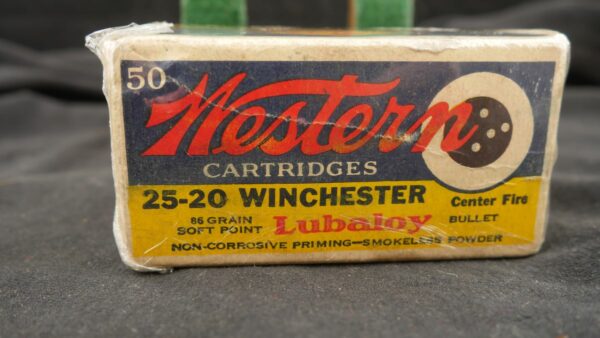 50
Western
CARTRIDGES
25-20 WINCHESTER Center Fire
86 GRAIN
SOFT POINT Lubaloy BULLET
NON-CORROSIVE PRIMING—SMOKELESS POWDER